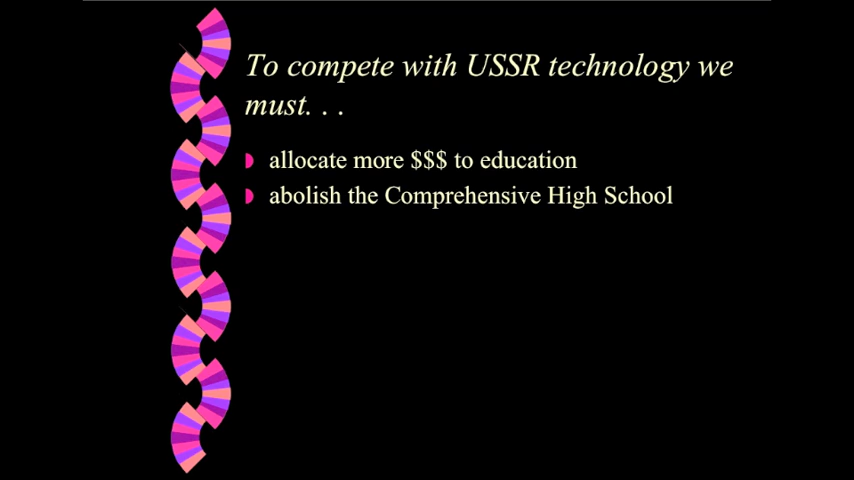 To compete with USSR technology we
must. . .
allocate more $$$ to education
abolish the Comprehensive High School